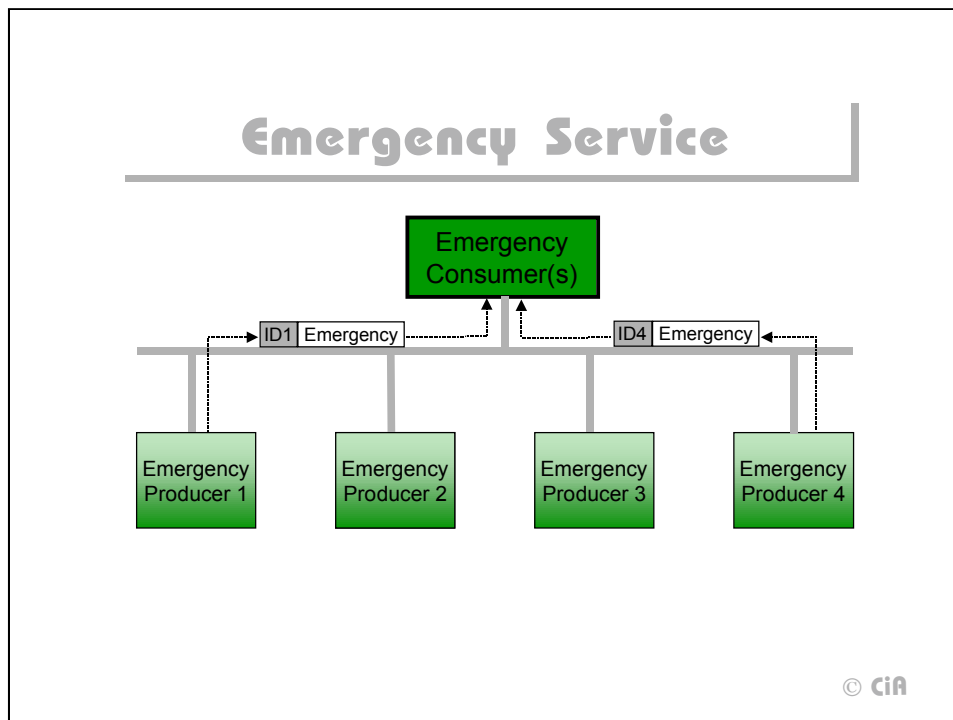 Emergency Service
Emergency
Consumer(s)
ID1 Emergency
ID4 Emergency
Emergency
Producer 1
Emergency
Producer 2
Emergency
Producer 3
Emergency
Producer 4
© CiA